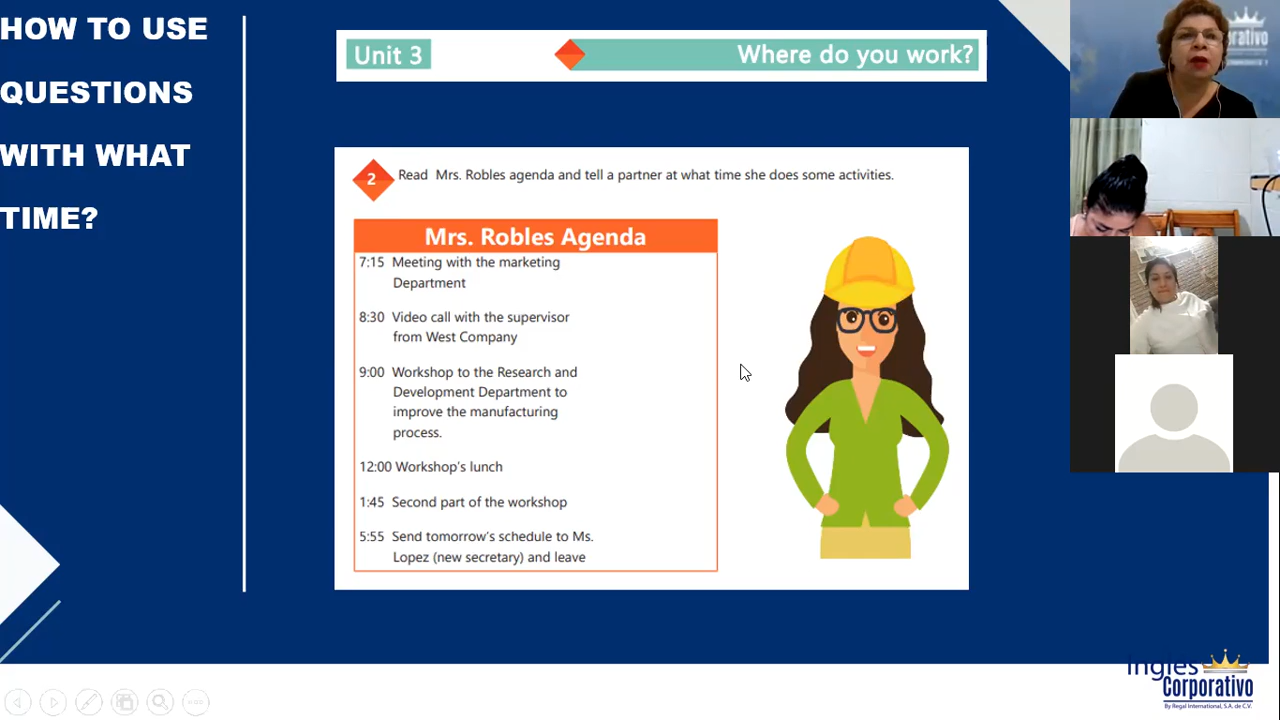 HOW TO USE
QUESTIONS
WITH WHAT
TIME?
Unit 3
Where do you work?
2
Read Mrs. Robles agenda and tell a partner at what time she does some activities.
Mrs. Robles Agenda
7:15 Meeting with the marketing
Department
8:30 Video call with the supervisor
from West Company
9:00 Workshop to the Research and
Development Department to
improve the manufacturing
process.
12:00 Workshop's lunch
1:45 Second part of the workshop
5:55 Send tomorrow's schedule to Ms.
Lopez (new secretary) and leave
Inglés
Corporativo
By Regal International, S.A. de C.V.